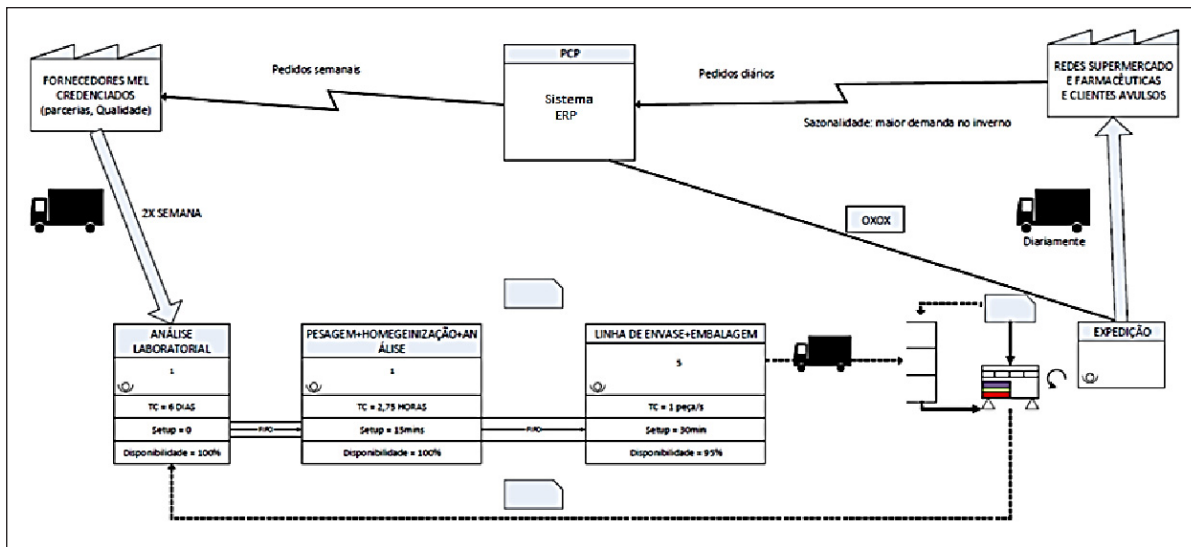 PCP
Sistema
ERP
FORNECEDORES MEL
CREDENCIADOS
(parcerias, Qualidade)
Pedidos semanais
Pedidos diários
Sazonalidade: maior demanda no inverno
REDES SUPERMERCADO
E FARMACÊUTICAS
E CLIENTES AVULSOS
2X SEMANA
OXOX
Diariamente
ANÁLISE
LABORATORIAL
1
TC = 6 DIAS
Setup = 0
Disponibilidade = 100%
FIFO
PESAGEM+HOMEGEINIZAÇÃO+AN
ÁLISE
1
TC = 2,75 HORAS
Setup = 15mins
Disponibilidade = 100%
FIFO
LINHA DE ENVASE+EMBALAGEM
5
TC = 1 peça/s
Setup = 30min
Disponibilidade = 95%
EXPEDIÇÃO